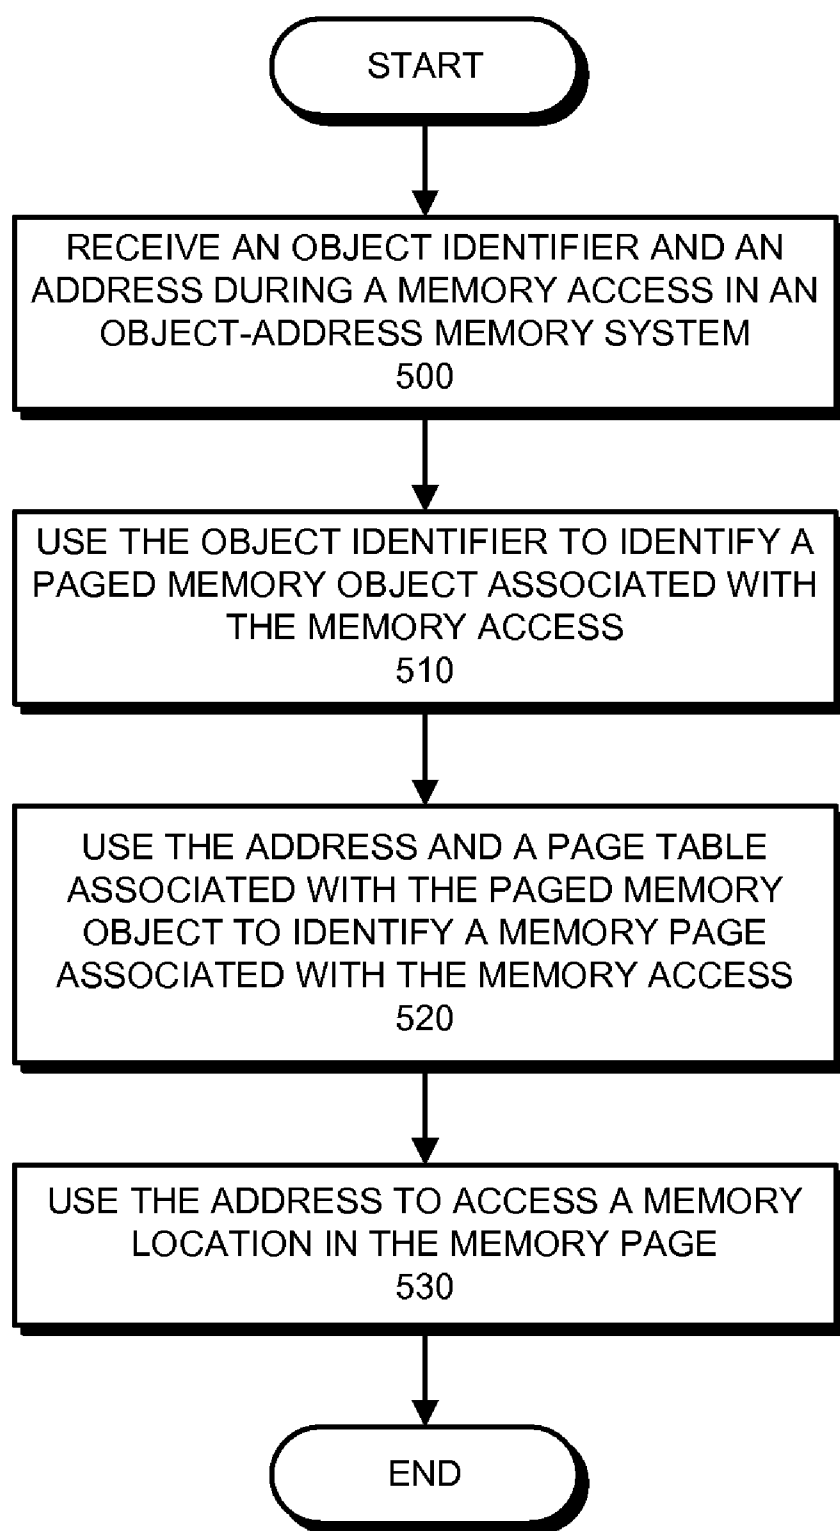 START
RECEIVE AN OBJECT IDENTIFIER AND AN
ADDRESS DURING A MEMORY ACCESS IN AN
OBJECT-ADDRESS MEMORY SYSTEM
500
USE THE OBJECT IDENTIFIER TO IDENTIFY A
PAGED MEMORY OBJECT ASSOCIATED WITH
THE MEMORY ACCESS
510
USE THE ADDRESS AND A PAGE TABLE
ASSOCIATED WITH THE PAGED MEMORY
OBJECT TO IDENTIFY A MEMORY PAGE
ASSOCIATED WITH THE MEMORY ACCESS
520
USE THE ADDRESS TO ACCESS A MEMORY
LOCATION IN THE MEMORY PAGE
530
END